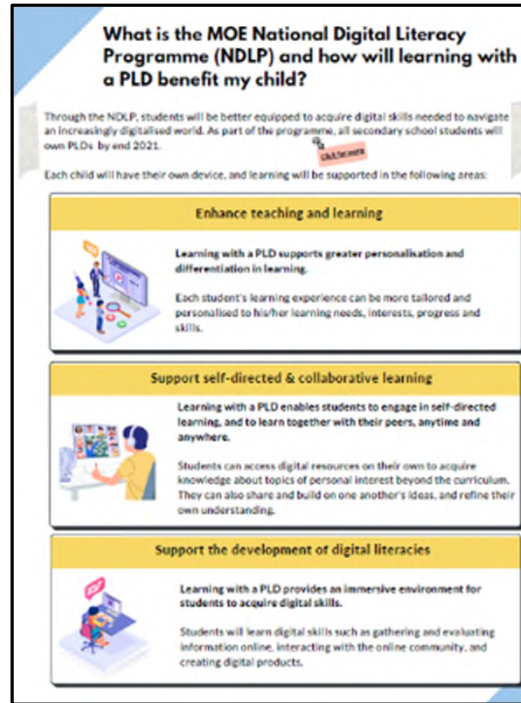 What is the MOE National Digital Literacy
Programme (NDLP) and how will learning with
a PLD benefit my child?
Through the NDLP, students will be better equipped to acquire digital skills needed to navigate
an increasingly digitalised world. As part of the programme, all secondary school students will
own PLDs by end 2021.
Each child will have their own device, and learning will be supported in the following areas:
Enhance teaching and learning
Learning with a PLD supports greater personalisation and
differentiation in learning.
Each student's learning experience can be more tailored and
personalised to his/her learning needs, interests, progress and
skills.
Support self-directed & collaborative learning
Learning with a PLD enables students to engage in self-directed
learning, and to learn together with their peers, anytime and
anywhere.
Students can access digital resources on their own to acquire
knowledge about topics of personal interest beyond the curriculum.
They can also share and build on one another's ideas, and refine their
own understanding.
Support the development of digital literacies
Learning with a PLD provides an immersive environment for
students to acquire digital skills.
Students will learn digital skills such as gathering and evaluating
information online, interacting with the online community, and
creating digital products.